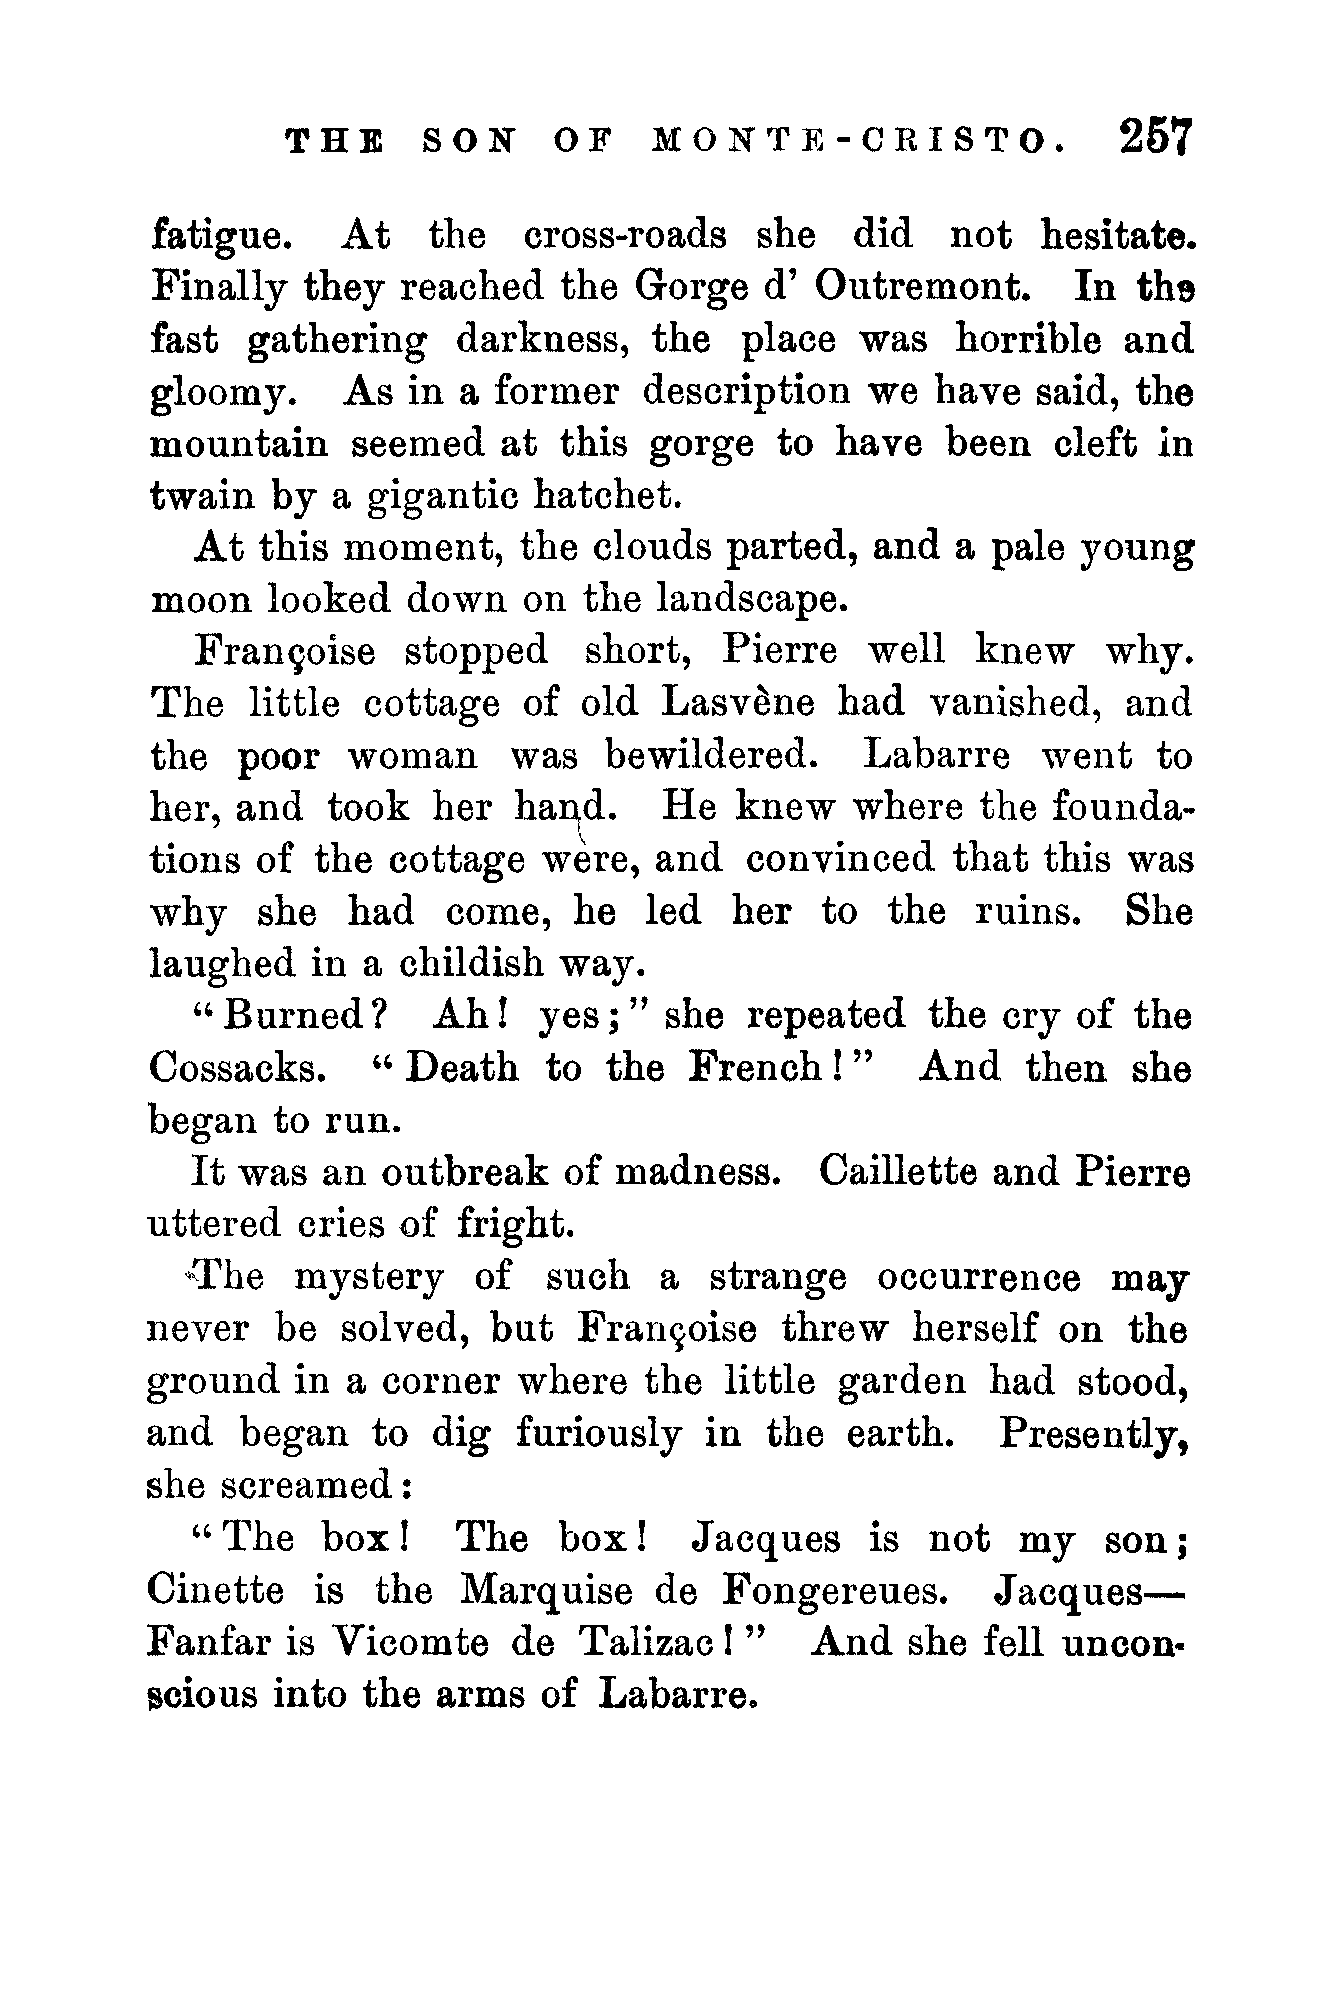 THE SON OF MONTE-CRISTO. 257
fatigue. At the cross-roads she did not hesitate.
Finally they reached the Gorge d' Outremont. In the
fast gathering darkness, the place was horrible and
gloomy. As in a former description we have said, the
mountain seemed at this gorge to have been cleft in
twain by a gigantic hatchet.
At this moment, the clouds parted, and a pale young
moon looked down on the landscape.
Françoise stopped short, Pierre well knew why.
The little cottage of old Lasvène had vanished, and
the poor woman was bewildered. Labarre went to
her, and took her hand. He knew where the founda-
tions of the cottage were, and convinced that this was
why she had come, he led her to the ruins. She
laughed in a childish way.
“Burned? Ah! yes;” she repeated the cry of the
Cossacks. “Death to the French!” And then she
began to run.
It was an outbreak of madness. Caillette and Pierre
uttered cries of fright.
The mystery of such a strange occurrence may
never be solved, but Françoise threw herself on the
ground in a corner where the little garden had stood,
and began to dig furiously in the earth. Presently,
she screamed:
“The box! The box! Jacques is not my son;
Cinette is the Marquise de Fongereues. Jacques—
Fanfar is Vicomte de Talizac!” And she fell uncon-
scious into the arms of Labarre.